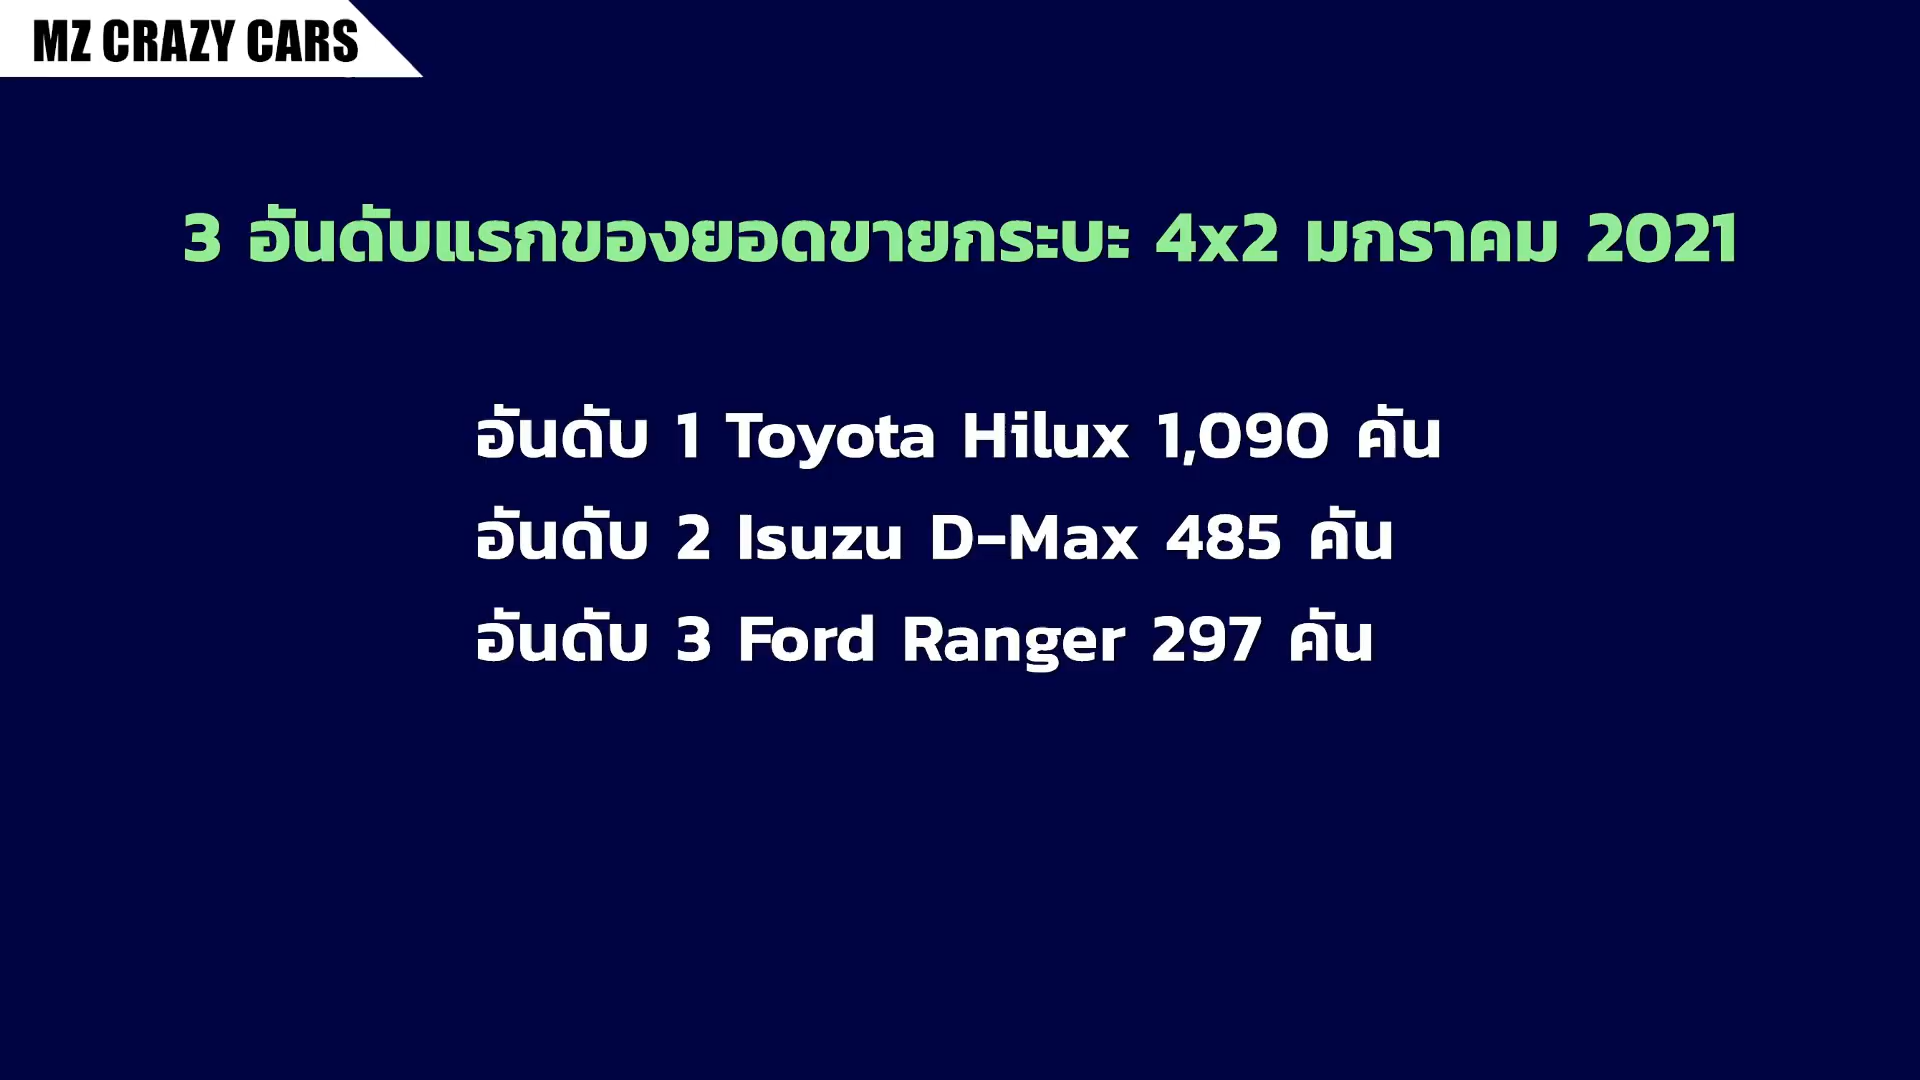 MZ CRAZY CARS
3 อันดับแรกของยอดขายกระบะ 4x2 มกราคม 2021
อันดับ 1 Toyota Hilux 1,090 คัน
อันดับ 2 Isuzu D-Max 485 คัน
อันดับ 3 Ford Ranger 297 คัน